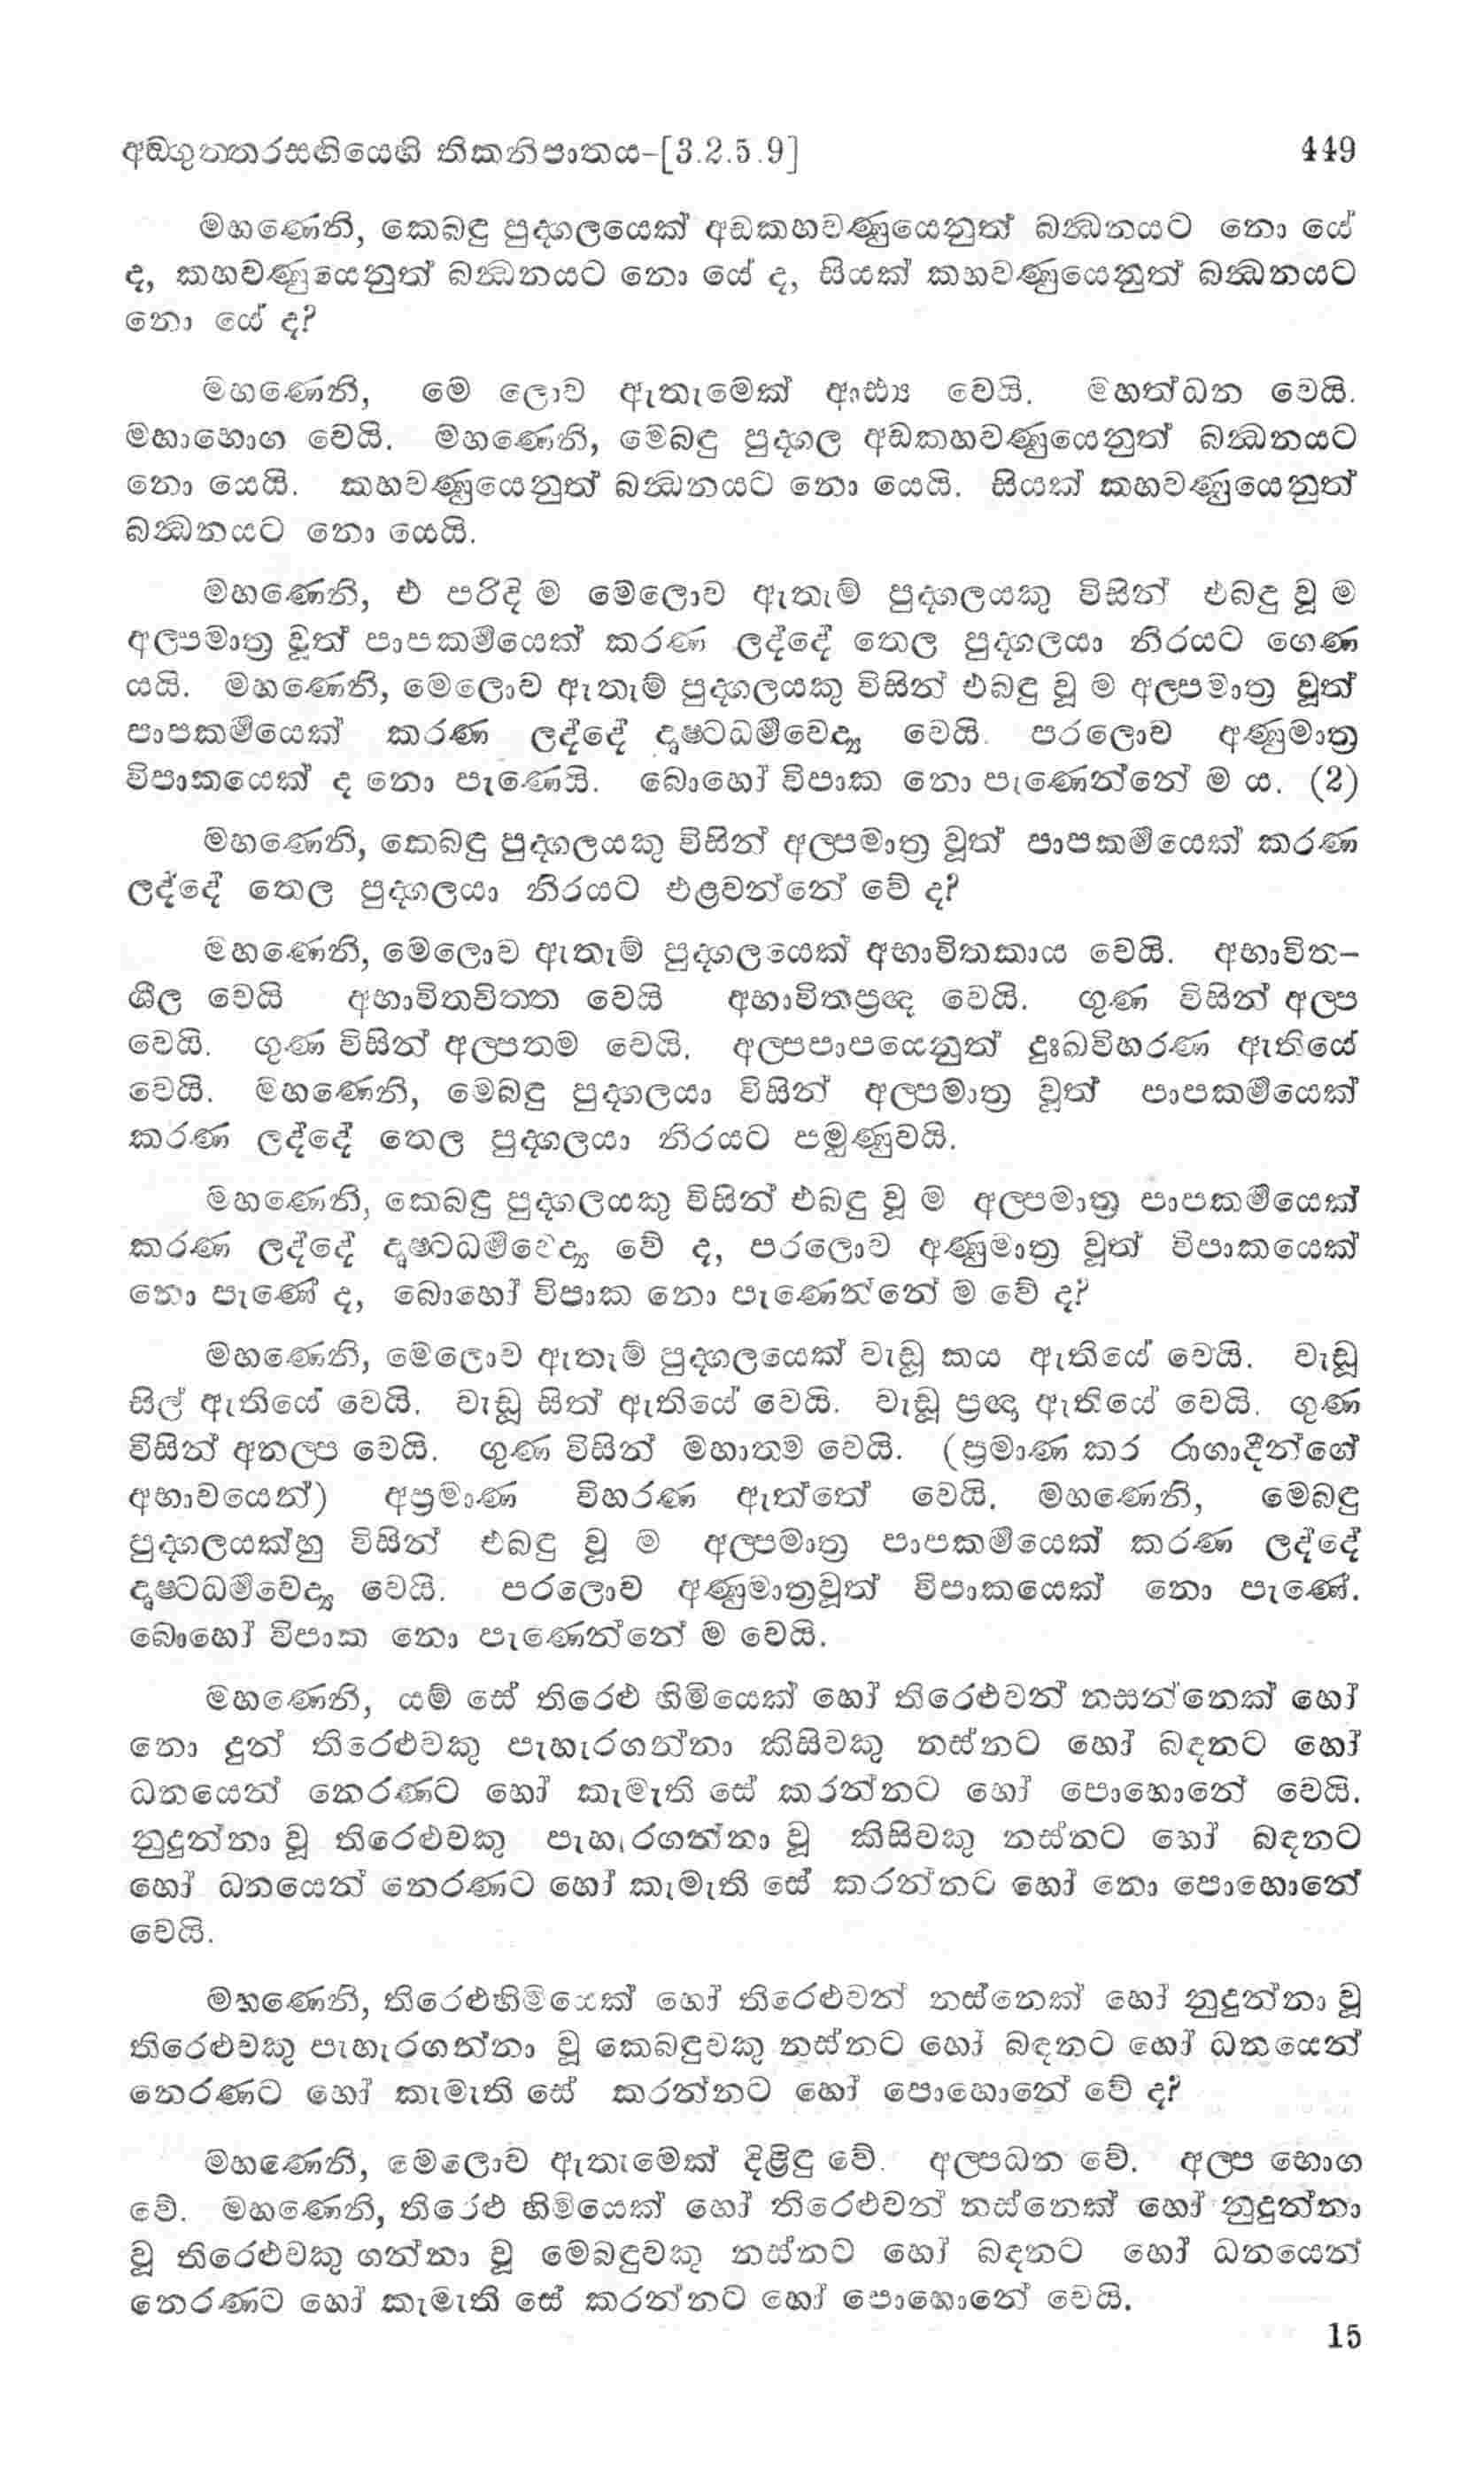 අඞගුත්තරසඟියෙහි තිකනිපාතය-[3.2.5.9] 449
මහණෙනි, කෙබඳු පුද්ගලයෙක් අඩකහවණුයෙනුත් බන්ධනයට නො යේ
ද, කහවණුයෙනුත් බන්ධනයට නො යේ ද, සියක් කහවණුයෙනුත් බන්ධනයට
නො යේ ද?
මහණෙනි, මේ ලොව ඇතැමෙක් ආඪ්‍ය වෙයි. මහත්ධන වෙයි.
මහාභොග වෙයි. මහණෙනි, මෙබඳු පුද්ගල අඩකහවණුයෙනුත් බන්ධනයට
නො යෙයි. කහවණුයෙනුත් බන්ධනයට නො යෙයි. සියක් කහවණුයෙනුත්
බන්ධනයට නො යෙයි.
මහණෙනි, එ පරිදි ම මෙලොව ඇතැම් පුද්ගලයකු විසින් එබඳු වූ ම
අල්පමාත්‍ර වූත් පාපකර්මයෙක් කරණ ලද්දේ තෙල පුද්ගලයා නිරයට ගෙණ
යයි. මහණෙනි, මෙලොව ඇතැම් පුද්ගලයකු විසින් එබඳු වූ ම අල්පමාත්‍ර වූත්
පාපකර්මයෙක් කරණ ලද්දේ දෘෂ්ටධර්මවෙද්‍ය වෙයි. පරලොව අණුමාත්‍ර
විපාකයෙක් ද නො පැණෙයි. බොහෝ විපාක නො පැණෙන්නේ ම ය. (2)
මහණෙනි, කෙබඳු පුද්ගලයකු විසින් අල්පමාත්‍ර වූත් පාපකර්මයෙක් කරණ
ලද්දේ තෙල පුද්ගලයා නිරයට එළවන්නේ වේ ද?
මහණෙනි, මෙලොව ඇතැම් පුද්ගලයෙක් අභාවිතකාය වෙයි. අභාවිත-
ශීල වෙයි අභාවිතචිත්ත වෙයි අභාවිතප්‍රඥ වෙයි. ගුණ විසින් අල්ප
වෙයි. ගුණ විසින් අල්පතම වෙයි. අල්පපාපයෙනුත් දුඃඛවිහරණ ඇතියේ
වෙයි. මහණෙනි, මෙබඳු පුද්ගලයා විසින් අල්පමාත්‍ර වූත් පාපකර්මයෙක්
කරණ ලද්දේ තෙල පුද්ගලයා නිරයට පමුණුවයි.
මහණෙනි, කෙබඳු පුද්ගලයකු විසින් එබඳු වූ ම අල්පමාත්‍ර පාපකර්මයෙක්
කරණ ලද්දේ දෘෂ්ටධර්මවෙද්‍ය වේ ද, පරලොව අණුමාත්‍ර වූත් විපාකයෙක්
නො පැණේ ද, බොහෝ විපාක නො පැණෙන්නේ ම වේ ද?
මහණෙනි, මෙලොව ඇතැම් පුද්ගලයෙක් වැඩූ කය ඇතියේ වෙයි. වැඩූ
සිල් ඇතියේ වෙයි. වැඩූ සිත් ඇතියේ වෙයි. වැඩූ ප්‍රඥා ඇතියේ වෙයි. ගුණ
විසින් අනල්ප වෙයි. ගුණ විසින් මහාතම වෙයි. (ප්‍රමාණ කර රාගාදීන්ගේ
අභාවයෙන්) අප්‍රමාණ විහරණ ඇත්තේ වෙයි. මහණෙනි, මෙබඳු
පුද්ගලයක්හු විසින් එබඳු වූ ම අල්පමාත්‍ර පාපකර්මයෙක් කරණ ලද්දේ
දෘෂ්ටධර්මවෙද්‍ය වෙයි. පරලොව අණුමාත්‍රවූත් විපාකයෙක් නො පැණේ.
බොහෝ විපාක නො පැණෙන්නේ ම වෙයි.
මහණෙනි, යම් සේ තිරෙළු හිමියෙක් හෝ තිරෙළුවන් නසන්නෙක් හෝ
නො දුන් තිරෙළුවකු පැහැරගන්නා කිසිවකු නස්නට හෝ බඳනට හෝ
ධනයෙන් නෙරණට හෝ කැමැති සේ කරන්නට හෝ පොහොනේ වෙයි.
නුදුන්නා වූ තිරෙළුවකු පැහැරගන්නා වූ කිසිවකු නස්නට හෝ බඳනට
හෝ ධනයෙන් නෙරණට හෝ කැමැති සේ කරන්නට හෝ නො පොහොනේ
වෙයි.
මහණෙනි, තිරෙළුහිමියෙක් හෝ තිරෙළුවන් නස්නෙක් හෝ නුදුන්නා වූ
තිරෙළුවකු පැහැරගන්නා වූ කෙබඳුවකු නස්නට හෝ බඳනට හෝ ධනයෙන්
නෙරණට හෝ කැමැති සේ කරන්නට හෝ පොහොනේ වේ ද?
මහණෙනි, මෙලොව ඇතැමෙක් දිළිඳු වේ. අල්පධන වේ. අල්ප භොග
වේ. මහණෙනි, තිරෙළු හිමියෙක් හෝ තිරෙළුවන් නස්නෙක් හෝ නුදුන්නා
වූ තිරෙළුවකු ගන්නා වූ මෙබඳුවකු නස්නට හෝ බඳනට හෝ ධනයෙන්
නෙරණට හෝ කැමැති සේ කරන්නට හෝ පොහොනේ වෙයි.
15